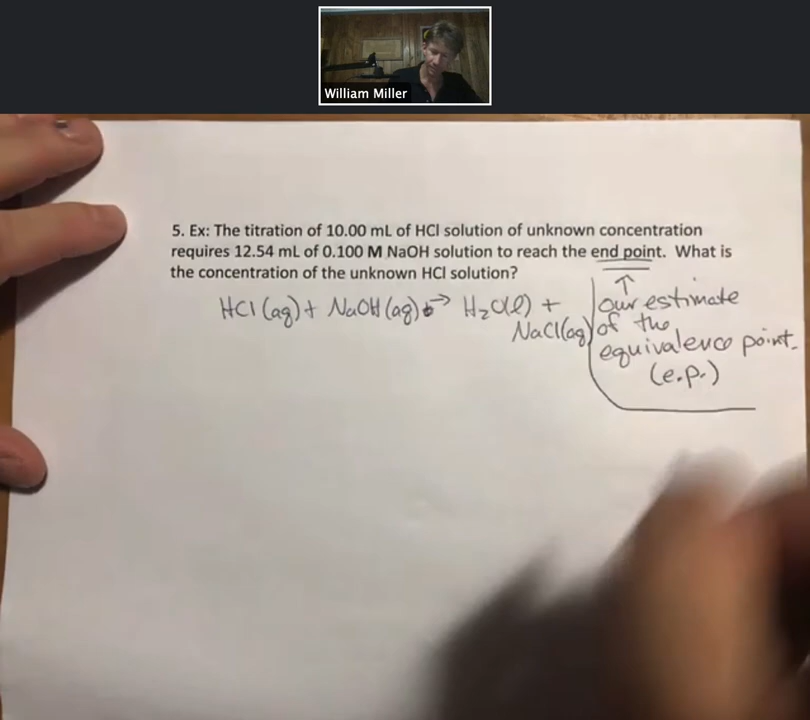 William Miller
5. Ex: The titration of 10.00 mL of HCl solution of unknown concentration
requires 12.54 mL of 0.100 M NaOH solution to reach the end point. What is
the concentration of the unknown HCl solution?
HCl(aq) + NaOH(aq) → H₂O(l) +
NaCl(aq)
↑
our estimate
of the
equivalence point.
(e.p.)